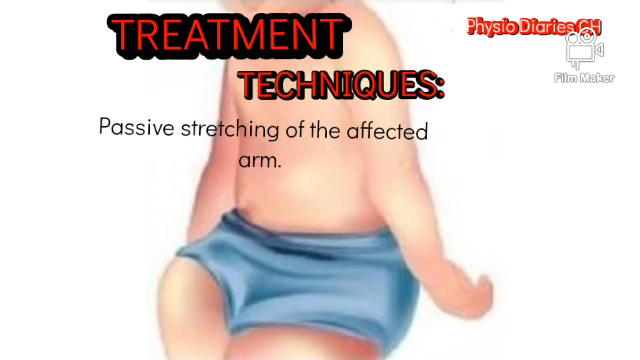 TREATMENT
TECHNIQUES:
Passive stretching of the affected
arm.
Physio Diaries GH
Film Maker